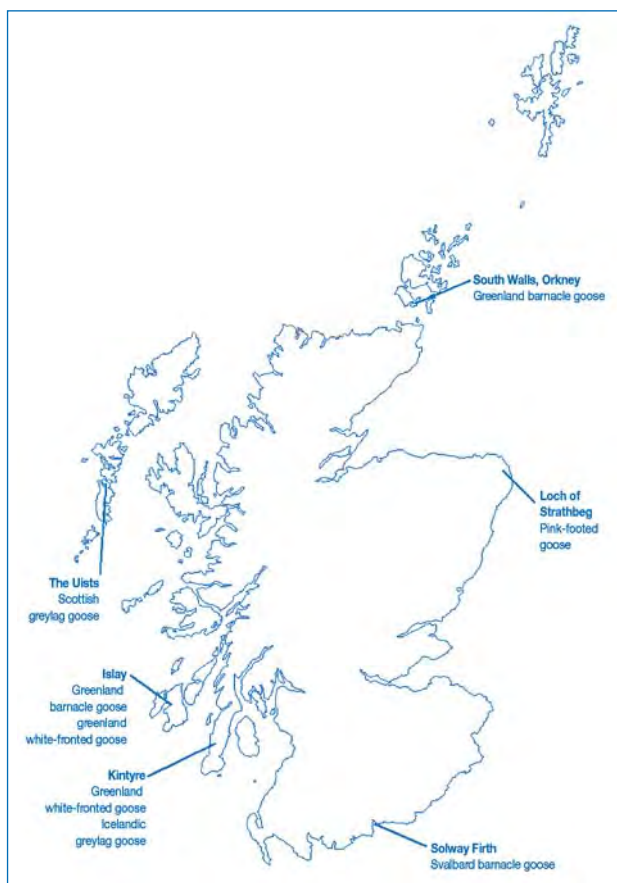 South Walls, Orkney
Greenland barnacle goose
Loch of
Strathbeg
Pink-footed
goose
The Uists
Scottish
greylag goose
Islay
Greenland
barnacle goose
greenland
white-fronted goose
Kintyre
Greenland
white-fronted goose
Icelandic
greylag goose
Solway Firth
Svalbard barnacle goose